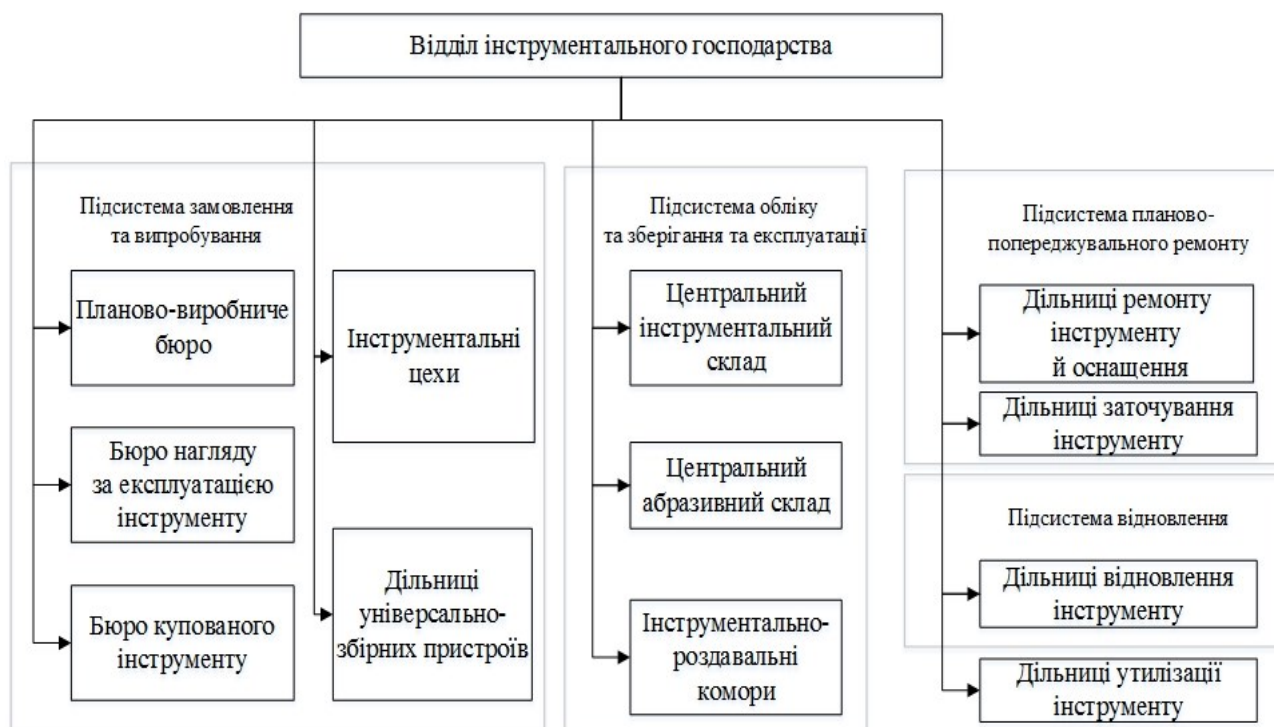 Відділ інструментального господарства
Підсистема замовлення
та випробування
Планово-виробниче
бюро
Бюро нагляду
за експлуатацією
інструменту
Бюро купованого
інструменту
Інструментальні
цехи
Дільниці
універсально-
збірних пристроїв
Підсистема обліку
та зберігання та експлуатації
Центральний
інструментальний
склад
Центральний
абразивний склад
Інструментально-
роздавальні
комори
Підсистема планово-
попереджувального ремонту
Дільниці ремонту
інструменту
й оснащення
Дільниці заточування
інструменту
Підсистема відновлення
Дільниці відновлення
інструменту
Дільниці утилізації
інструменту